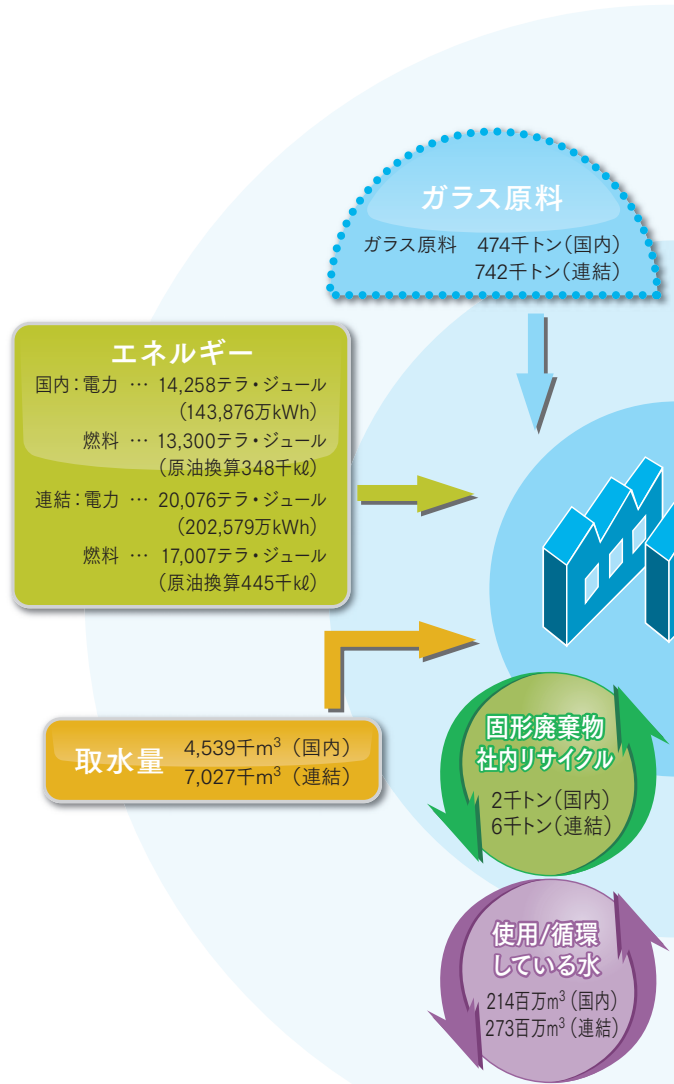 ガラス原料
ガラス原料 474千トン（国内）
742千トン（連結）
エネルギー
国内：電力 … 14,258テラ・ジュール
（143,876万kWh）
燃料 … 13,300テラ・ジュール
（原油換算348千kℓ）
連結：電力 … 20,076テラ・ジュール
（202,579万kWh）
燃料 … 17,007テラ・ジュール
（原油換算445千kℓ）
取水量 4,539千m³（国内）
7,027千m³（連結）
固形廃棄物
社内リサイクル
2千トン（国内）
6千トン（連結）
使用/循環
している水
214百万m³（国内）
273百万m³（連結）